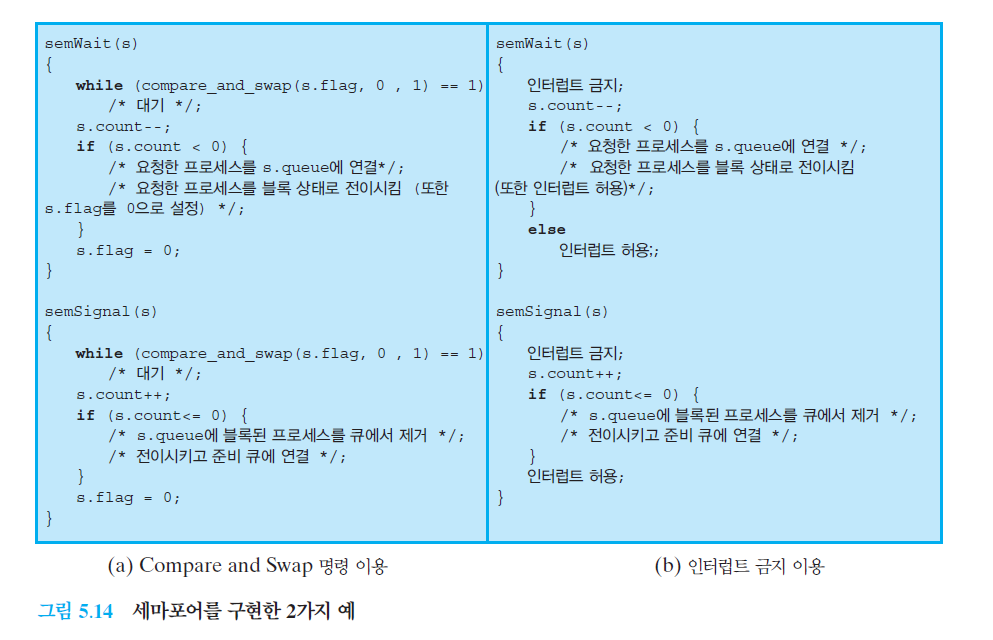 semWait(s)
{
while (compare_and_swap(s.flag, 0 , 1) == 1)
/* 대기 */;
s.count--;
if (s.count < 0) {
/* 요청한 프로세스를 s.queue에 연결*/;
/* 요청한 프로세스를 블록 상태로 전이시킴 (또한
s.flag를 0으로 설정) */;
}
s.flag = 0;
}
semSignal(s)
{
while (compare_and_swap(s.flag, 0 , 1) == 1)
/* 대기 */;
s.count++;
if (s.count<= 0) {
/* s.queue에 블록된 프로세스를 큐에서 제거 */;
/* 전이시키고 준비 큐에 연결 */;
}
s.flag = 0;
}
(a) Compare and Swap 명령 이용
semWait(s)
{
인터럽트 금지;
s.count--;
if (s.count < 0) {
/* 요청한 프로세스를 s.queue에 연결 */;
/* 요청한 프로세스를 블록 상태로 전이시킴
(또한 인터럽트 허용)*/;
}
else
인터럽트 허용;;
}
semSignal(s)
{
인터럽트 금지;
s.count++;
if (s.count<= 0) {
/* s.queue에 블록된 프로세스를 큐에서 제거 */;
/* 전이시키고 준비 큐에 연결 */;
}
인터럽트 허용;
}
(b) 인터럽트 금지 이용
그림 5.14 세마포어를 구현한 2가지 예